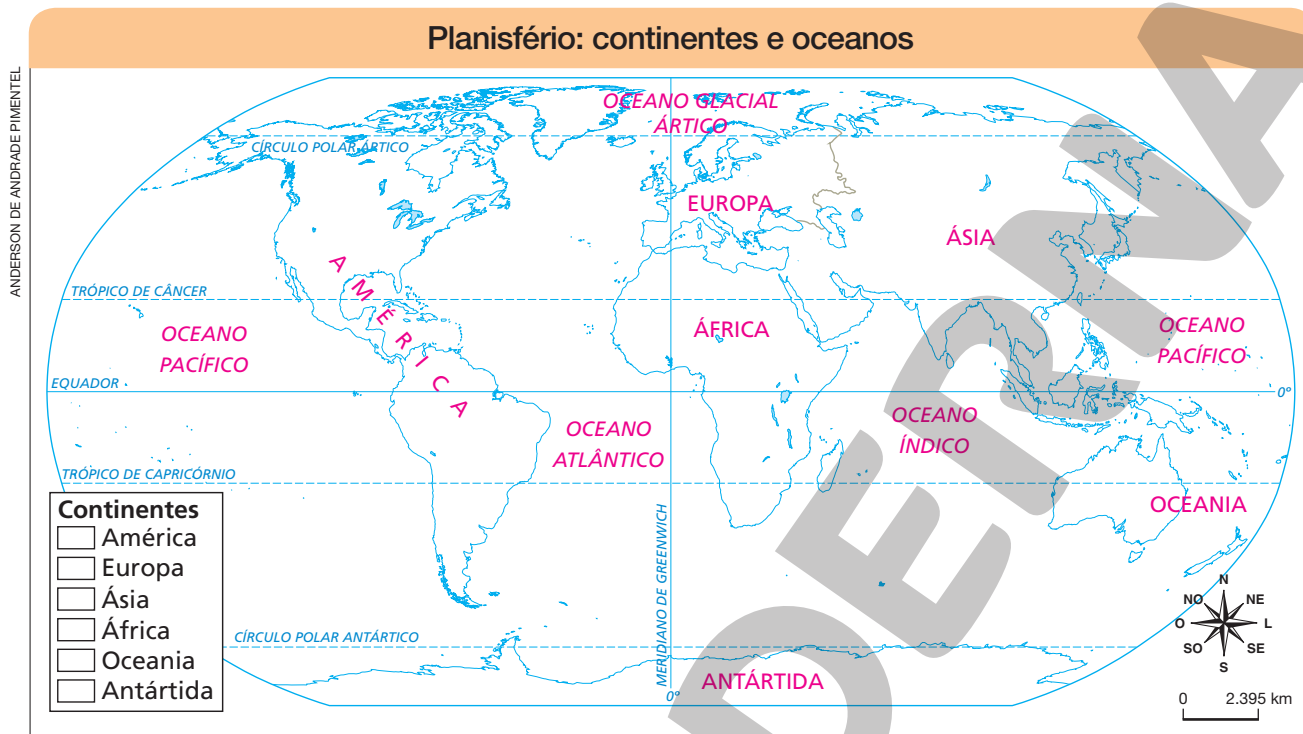 Planisfério: continentes e oceanos
ANDERSON DE ANDRADE PIMENTEL
OCEANO GLACIAL
ÁRTICO
CÍRCULO POLAR ÁRTICO
EUROPA
ÁSIA
AMÉRICA
TRÓPICO DE CÂNCER
OCEANO
PACÍFICO
ÁFRICA
OCEANO
PACÍFICO
EQUADOR
0°
OCEANO
ATLÂNTICO
OCEANO
ÍNDICO
TRÓPICO DE CAPRICÓRNIO
OCEANIA
MERIDIANO DE GREENWICH
Continentes
América
Europa
Ásia
África
Oceania
Antártida
CÍRCULO POLAR ANTÁRTICO
ANTÁRTIDA
0°
N
NO NE
O L
SO SE
S
0 2.395 km
DERNA